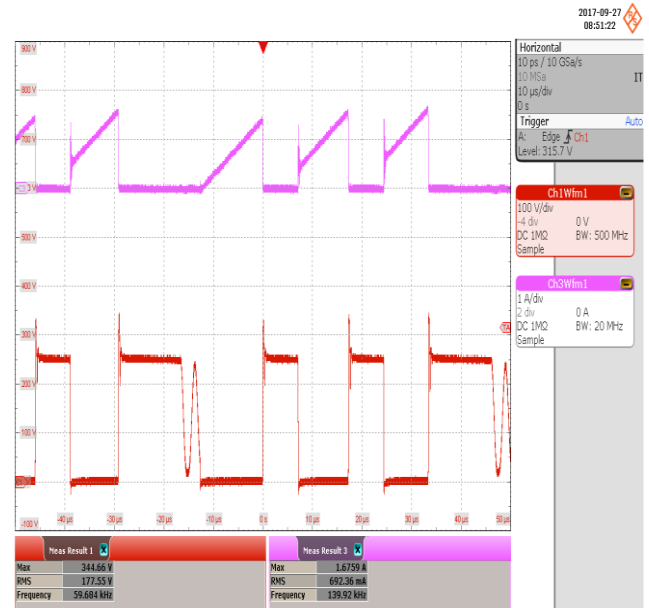 2017-09-27
08:51:22
Horizontal
10 ps / 10 GSa/s
10 MSa IT
10 µs/div
0 s
Trigger Auto
A: Edge Ch1
Level: 315.7 V
Ch1Wfm1
100 V/div
-4 div 0 V
DC 1MΩ BW: 500 MHz
Sample
Ch3Wfm1
1 A/div
2 div 0 A
DC 1MΩ BW: 20 MHz
Sample
TA
900 V
800 V
700 V
500 V
400 V
300 V
200 V
100 V
-100 V
-40 µs -30 µs -20 µs -10 µs 0 s 10 µs 20 µs 30 µs 40 µs 50 µs
Meas Result 1
Max 344.66 V
RMS 177.55 V
Frequency 59.684 kHz
Meas Result 3
Max 1.6759 A
RMS 692.36 mA
Frequency 139.92 kHz